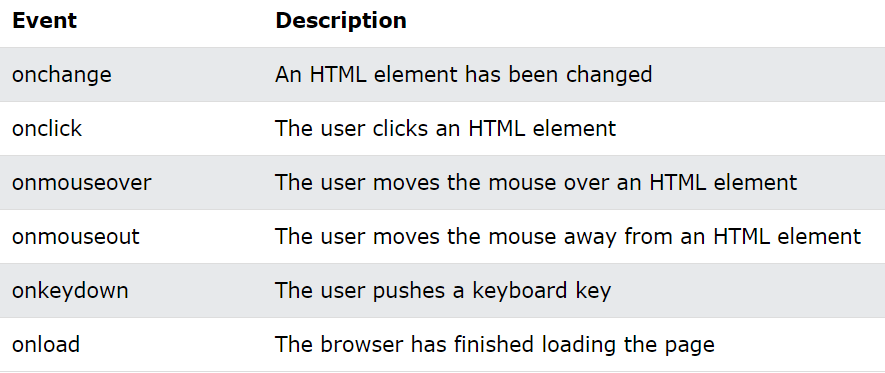 Event Description
onchange An HTML element has been changed
onclick The user clicks an HTML element
onmouseover The user moves the mouse over an HTML element
onmouseout The user moves the mouse away from an HTML element
onkeydown The user pushes a keyboard key
onload The browser has finished loading the page